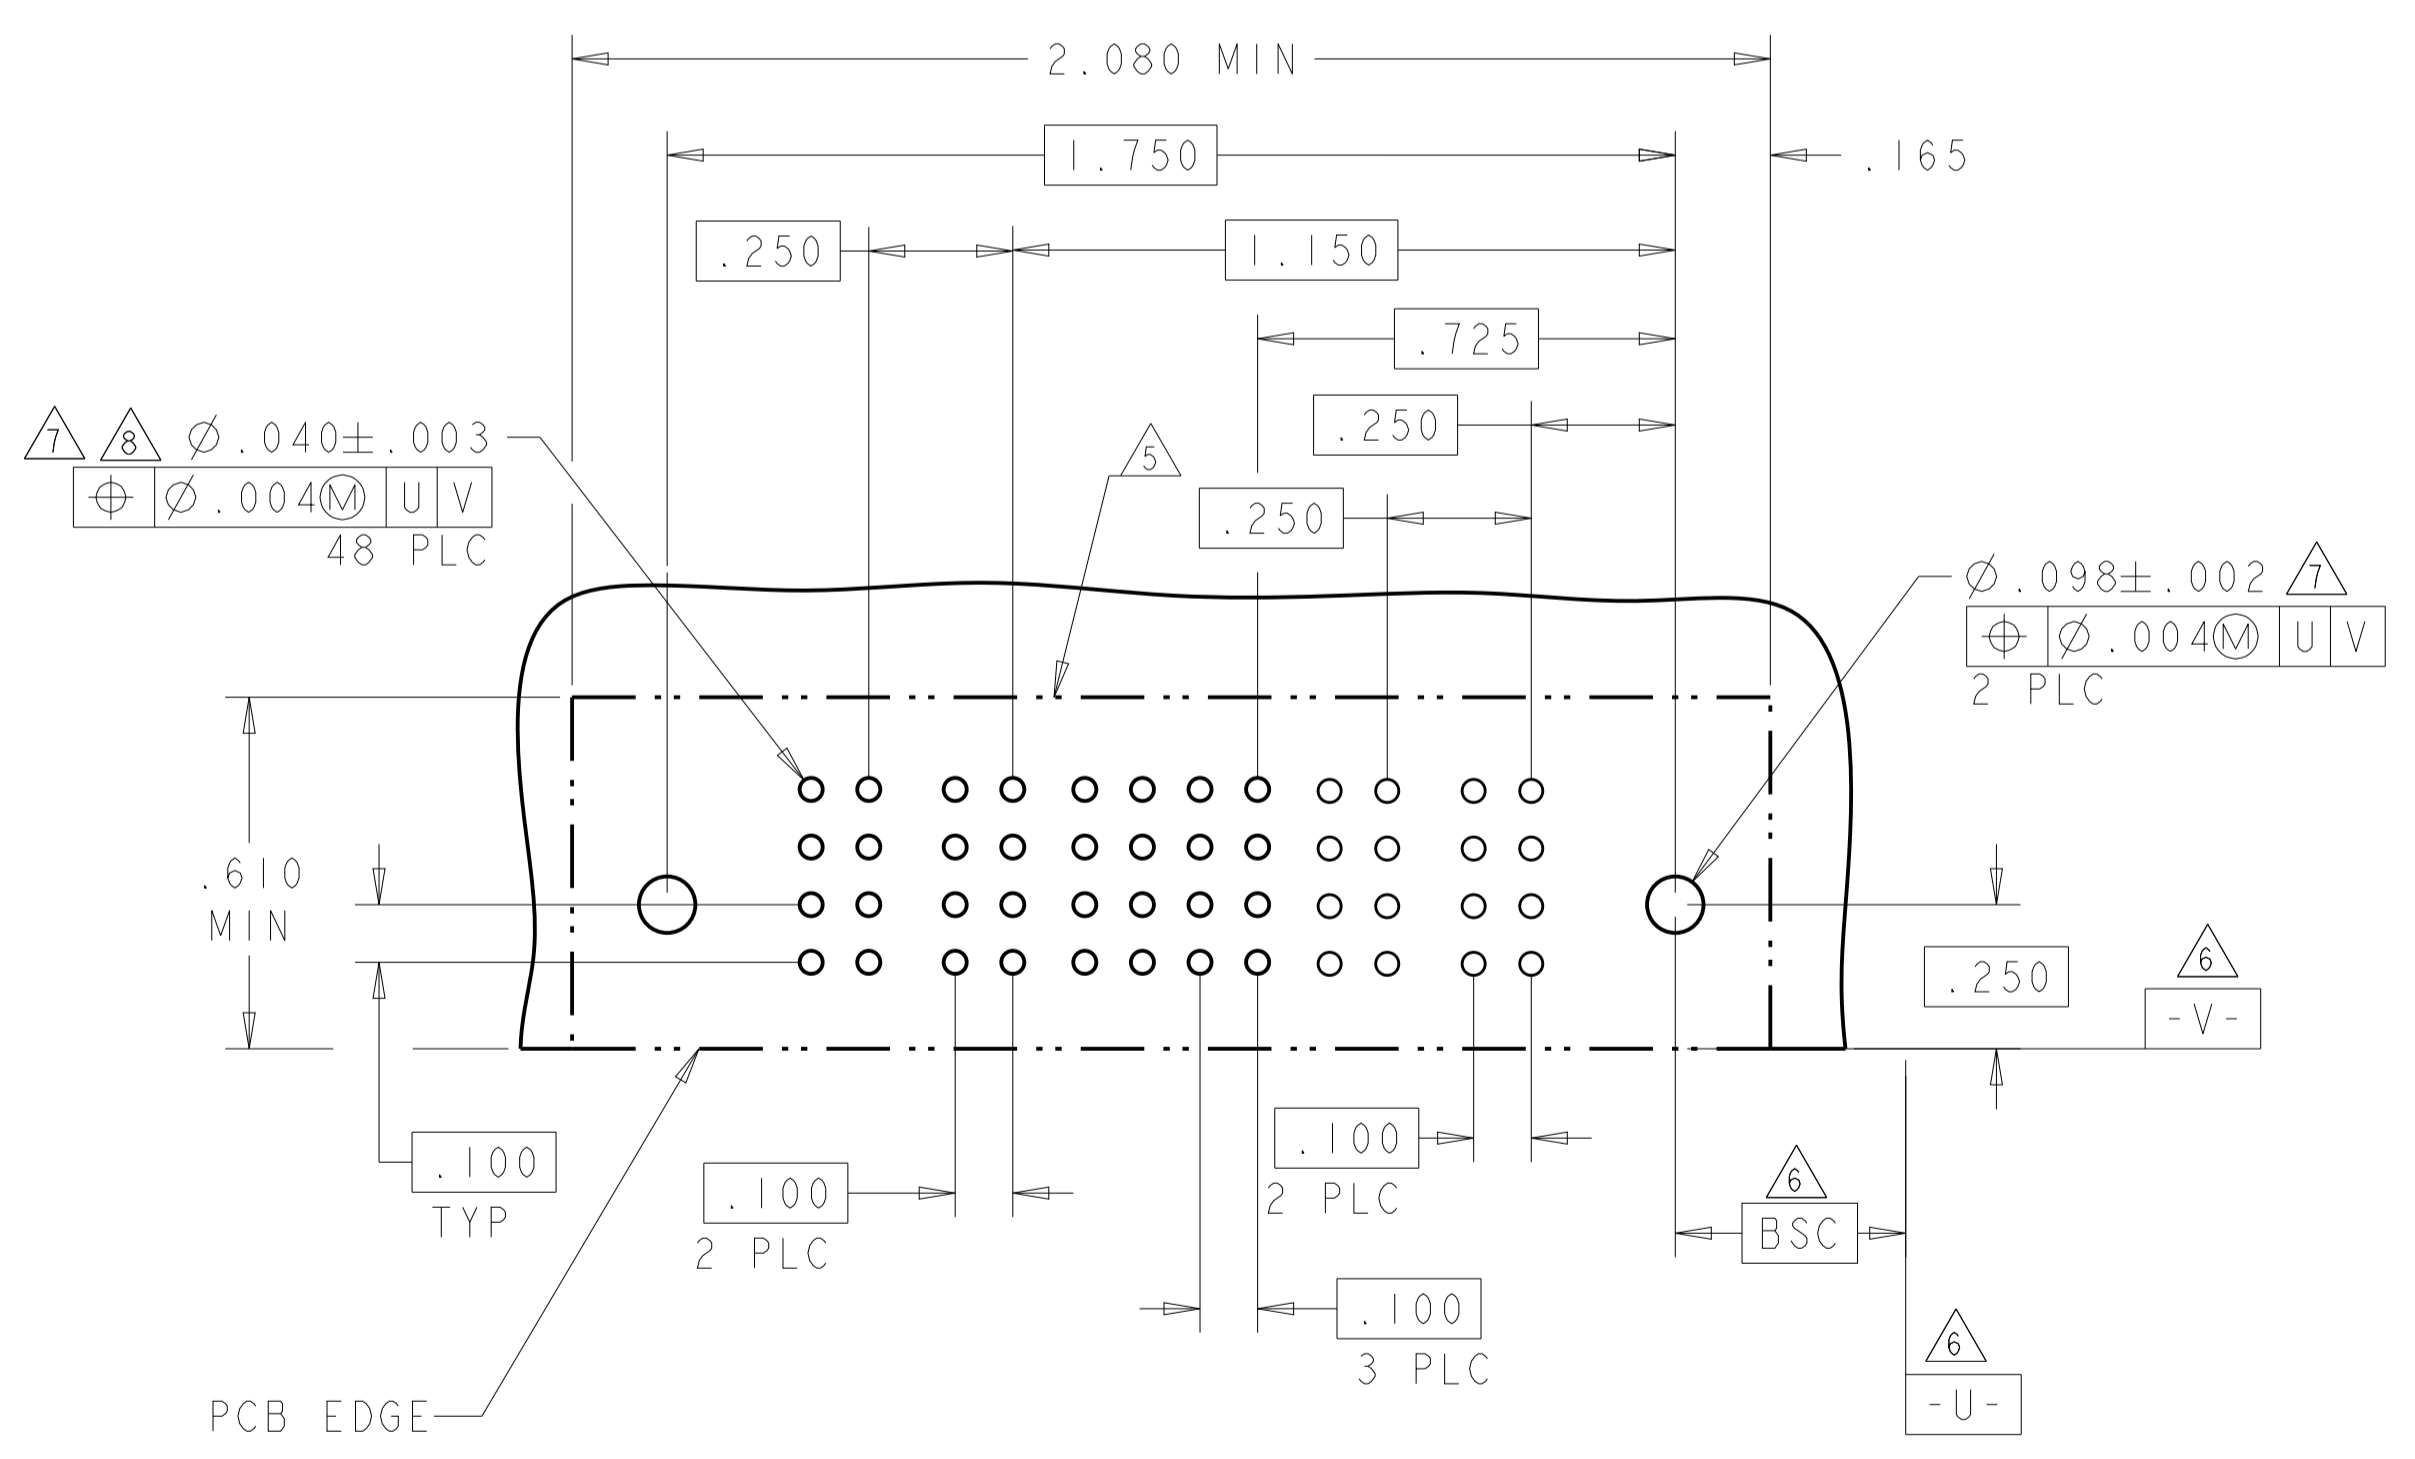 2.080 MIN
1.750
.165
.250
1.150
.725
.250
7 8 Ø.040±.003
5
⌖ Ø.004Ⓜ U V
.250
48 PLC
Ø.098±.002 7
⌖ Ø.004Ⓜ U V
2 PLC
.610
MIN
6
.250
-V-
.100
TYP
.100
2 PLC
.100
2 PLC
6
BSC
.100
3 PLC
6
-U-
PCB EDGE